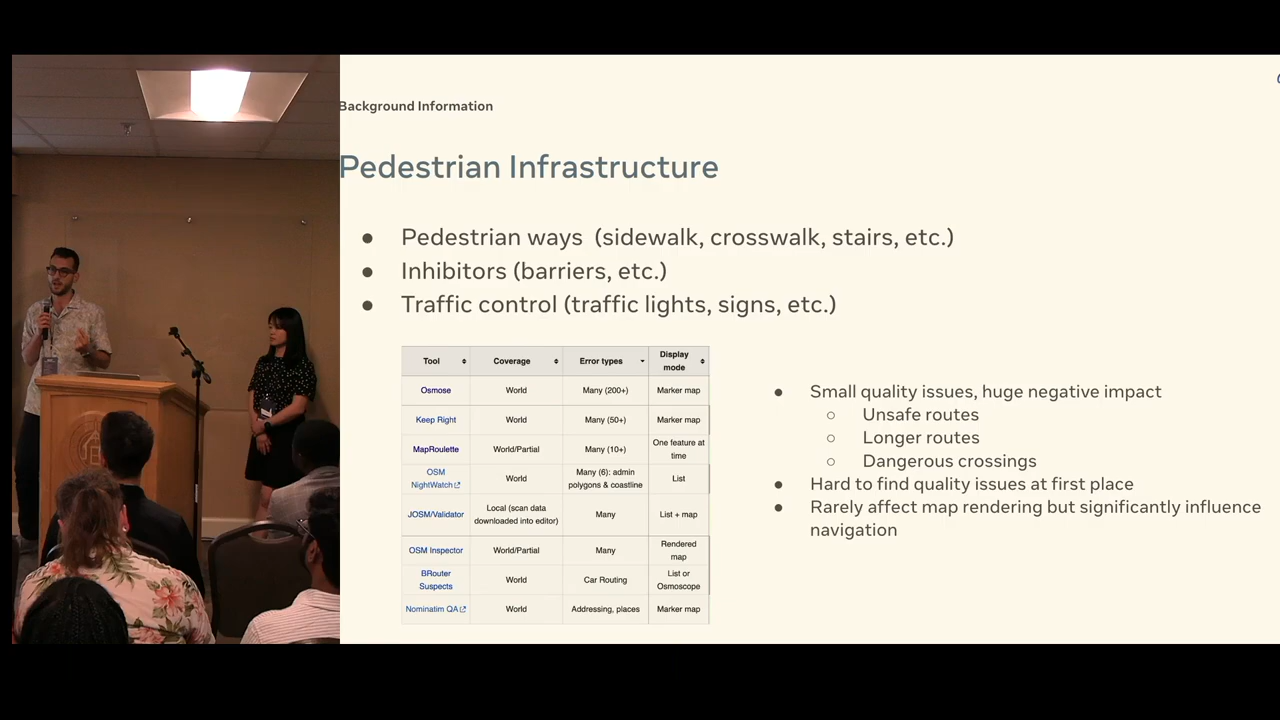 Background Information
Pedestrian Infrastructure
● Pedestrian ways (sidewalk, crosswalk, stairs, etc.)
● Inhibitors (barriers, etc.)
● Traffic control (traffic lights, signs, etc.)
Tool Coverage Error types Display mode
Osmose World Many (200+) Marker map
Keep Right World Many (50+) Marker map
MapRoulette World/Partial Many (10+) One feature at time
OSM NightWatch World Many (6): admin polygons & coastline List
JOSM/Validator Local (scan data downloaded into editor) Many List + map
OSM Inspector World/Partial Many Rendered map
BRouter Suspects World Car Routing List or Osmoscope
Nominatim QA World Addressing, places Marker map
● Small quality issues, huge negative impact
○ Unsafe routes
○ Longer routes
○ Dangerous crossings
● Hard to find quality issues at first place
● Rarely affect map rendering but significantly influence
navigation